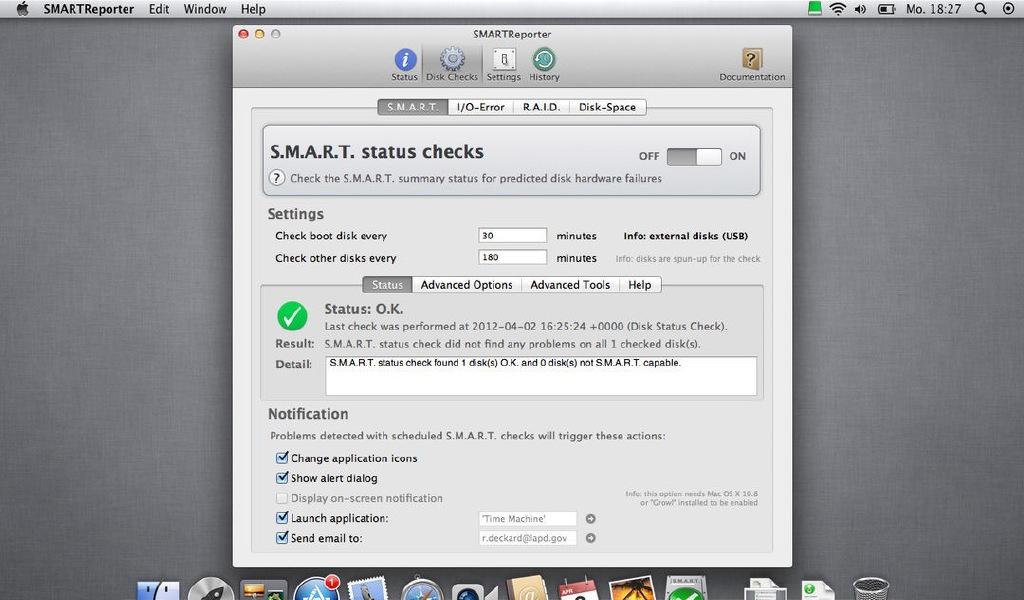 SMARTReporter Edit Window Help Mo. 18:27
SMARTReporter
Status Disk Checks Settings History Documentation
S.M.A.R.T. I/O-Error R.A.I.D. Disk-Space
S.M.A.R.T. status checks
OFF ON
? Check the S.M.A.R.T. summary status for predicted disk hardware failures
Settings
Check boot disk every 30 minutes Info: external disks (USB)
Check other disks every 180 minutes Info: disks are spun-up for the check
Status Advanced Options Advanced Tools Help
Status: O.K.
Last check was performed at 2012-04-02 16:25:24 +0000 (Disk Status Check).
Result: S.M.A.R.T. status check did not find any problems on all 1 checked disk(s).
Detail: S.M.A.R.T. status check found 1 disk(s) O.K. and 0 disk(s) not S.M.A.R.T. capable.
Notification
Problems detected with scheduled S.M.A.R.T. checks will trigger these actions:
Change application icons
Show alert dialog
Display on-screen notification
Info: this option needs Mac OS X 10.8
or "Growl" installed to be enabled
Launch application: 'Time Machine'
Send email to: r.deckard@lapd.gov
1
APR
S.M.A.R.T.